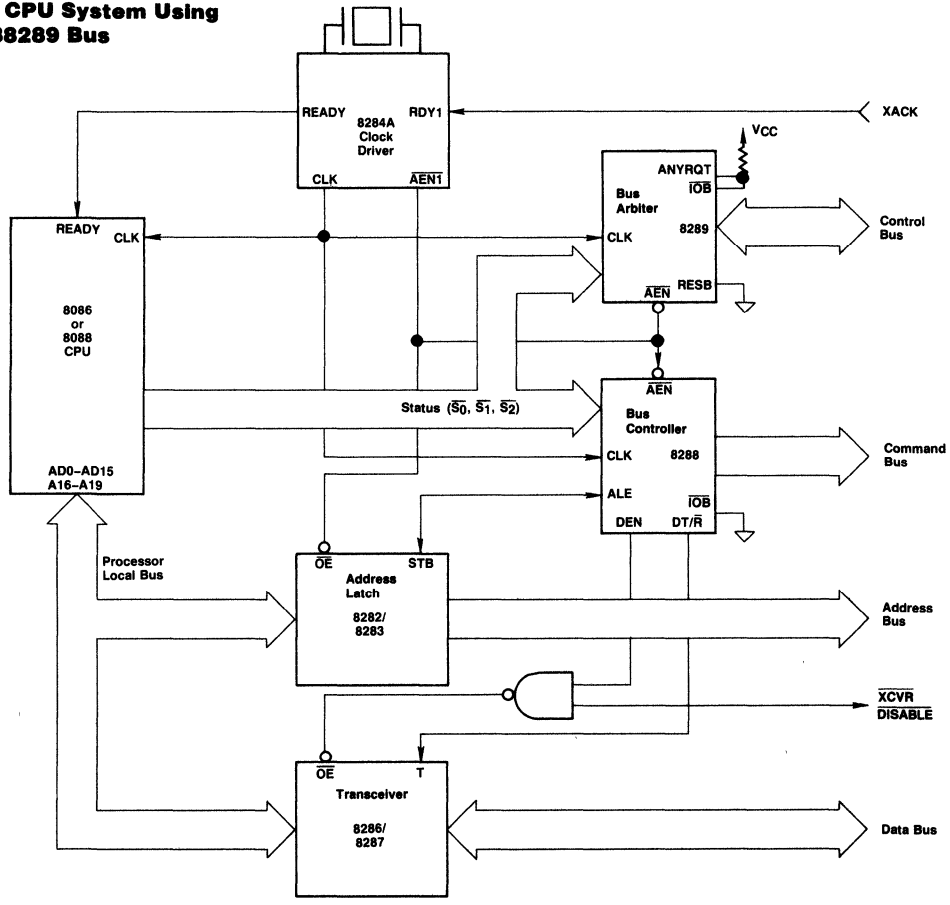 CPU System Using
8289 Bus
READY
RDY1
8284A
Clock
Driver
CLK
AEN1
XACK
VCC
ANYRQT
IOB
Bus
Arbiter
8289
CLK
RESB
AEN
Control
Bus
READY
CLK
8086
or
8088
CPU
AD0–AD15
A16–A19
Status (S0, S1, S2)
AEN
Bus
Controller
CLK
8288
ALE
IOB
DEN
DT/R
Command
Bus
Processor
Local Bus
OE
STB
Address
Latch
8282/
8283
Address
Bus
XCVR
DISABLE
OE
T
Transceiver
8286/
8287
Data Bus